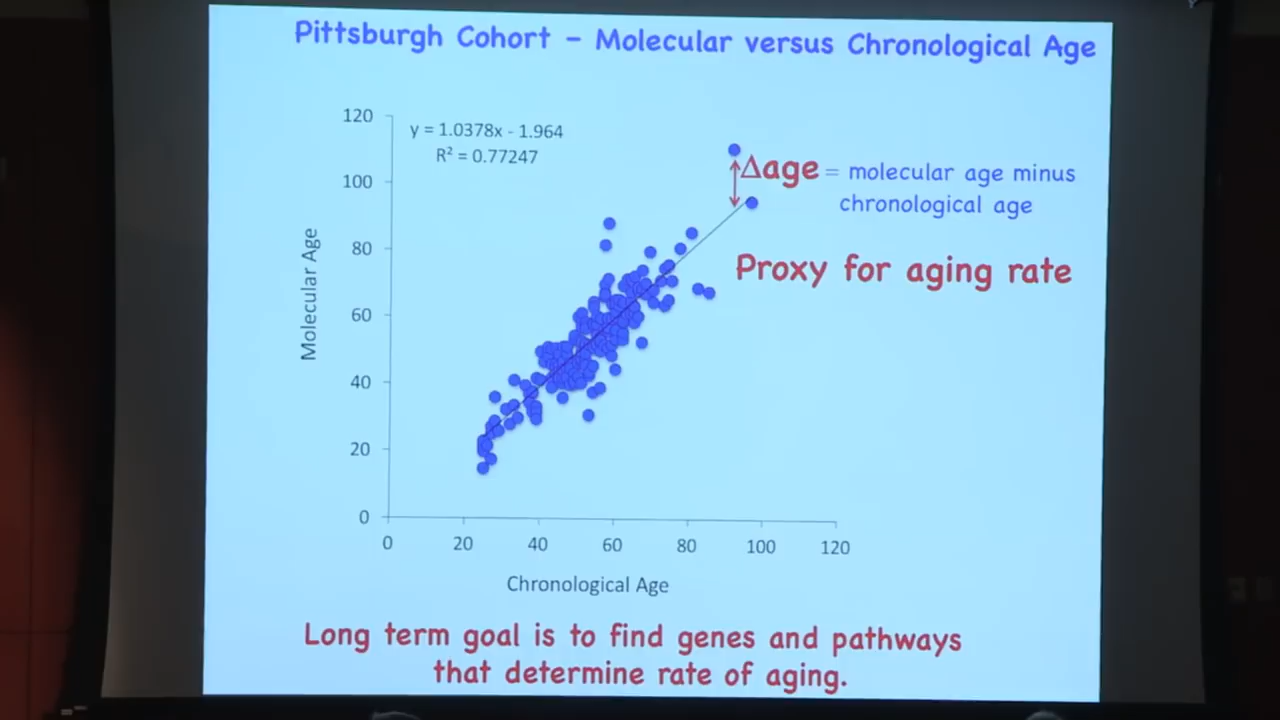 Pittsburgh Cohort – Molecular versus Chronological Age
y = 1.0378x - 1.964
R² = 0.77247
Δage = molecular age minus
chronological age
Proxy for aging rate
Molecular Age
120
100
80
60
40
20
0
0 20 40 60 80 100 120
Chronological Age
Long term goal is to find genes and pathways
that determine rate of aging.